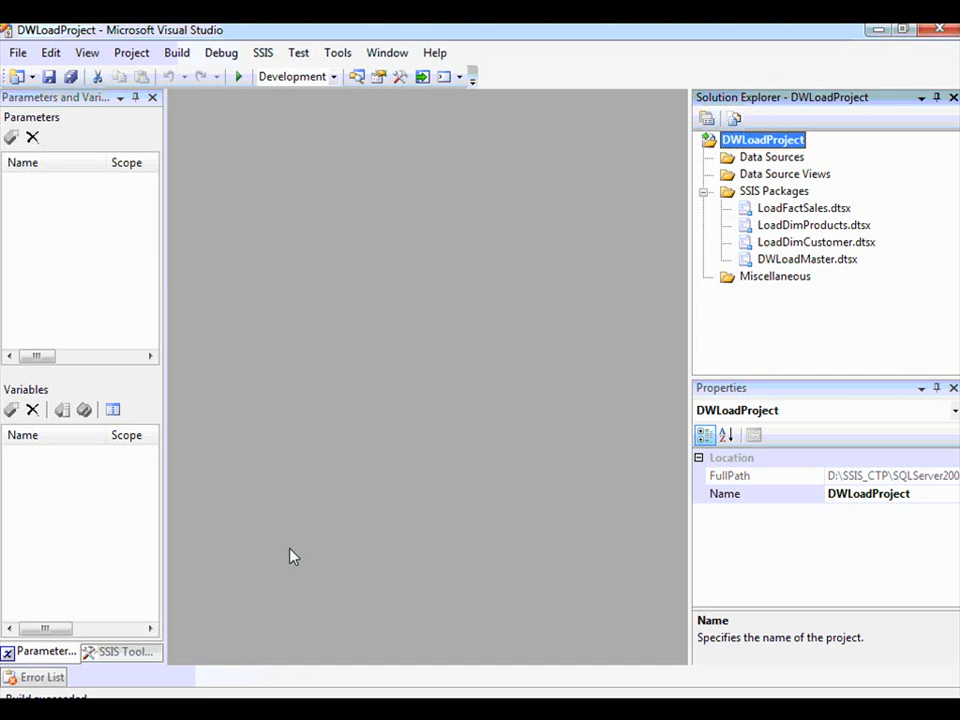 DWLoadProject - Microsoft Visual Studio
File Edit View Project Build Debug SSIS Test Tools Window Help
Development
Parameters and Vari...
Parameters
Name Scope
Variables
Name Scope
Parameter... SSIS Tool...
Error List
Build succeeded
Solution Explorer - DWLoadProject
DWLoadProject
Data Sources
Data Source Views
SSIS Packages
LoadFactSales.dtsx
LoadDimProducts.dtsx
LoadDimCustomer.dtsx
DWLoadMaster.dtsx
Miscellaneous
Properties
DWLoadProject
Location
FullPath D:\SSIS_CTP\SQLServer200
Name DWLoadProject
Name
Specifies the name of the project.